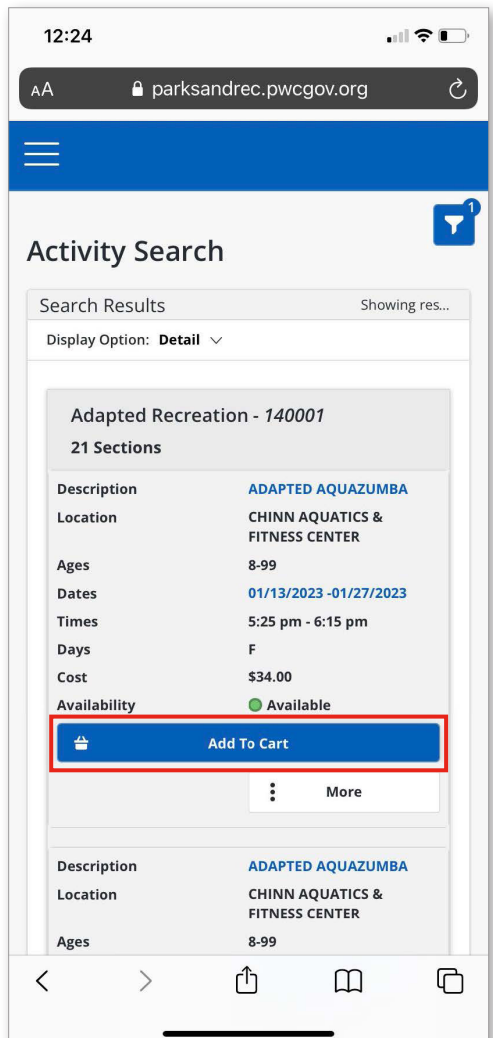 12:24
AA parksandrec.pwcgov.org
1
Activity Search
Search Results Showing res...
Display Option: Detail
Adapted Recreation - 140001
21 Sections
Description ADAPTED AQUAZUMBA
Location CHINN AQUATICS &
FITNESS CENTER
Ages 8-99
Dates 01/13/2023 -01/27/2023
Times 5:25 pm - 6:15 pm
Days F
Cost $34.00
Availability Available
Add To Cart
More
Description ADAPTED AQUAZUMBA
Location CHINN AQUATICS &
FITNESS CENTER
Ages 8-99